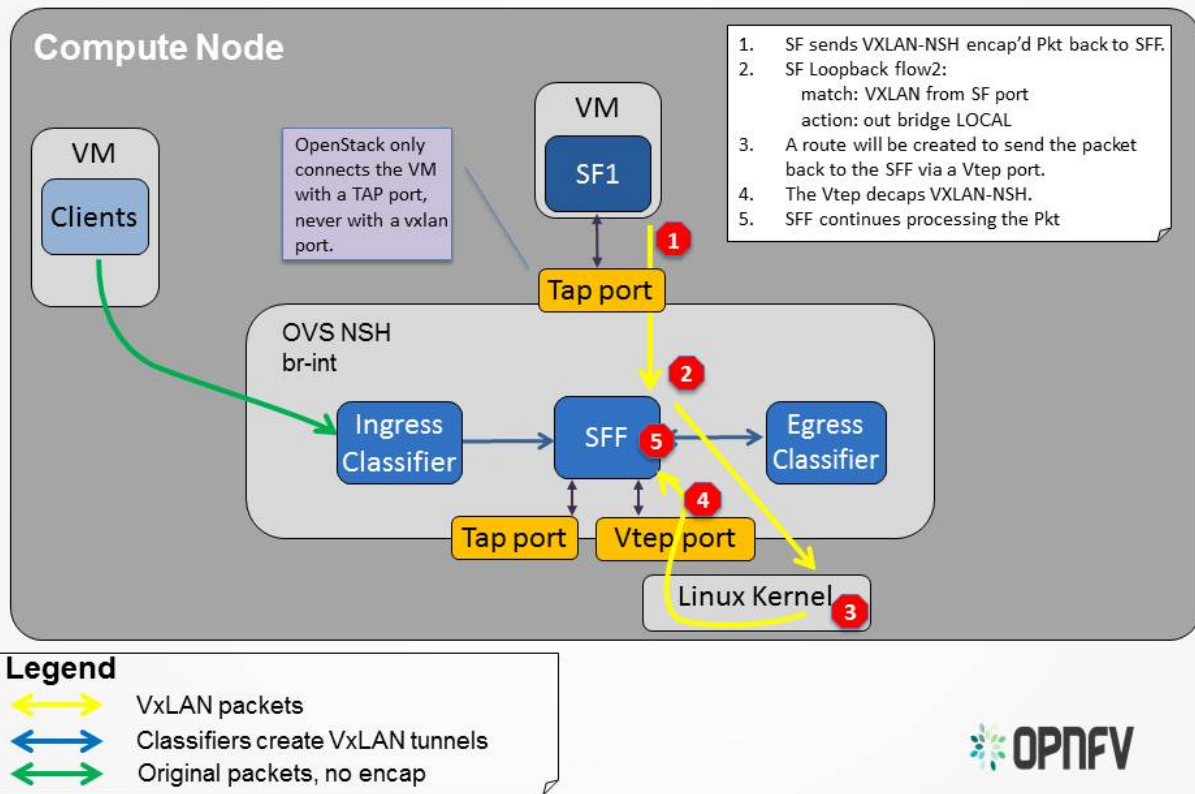 Compute Node
1. SF sends VXLAN-NSH encap'd Pkt back to SFF.
2. SF Loopback flow2:
match: VXLAN from SF port
action: out bridge LOCAL
3. A route will be created to send the packet
back to the SFF via a Vtep port.
4. The Vtep decaps VXLAN-NSH.
5. SFF continues processing the Pkt
VM
Clients
OpenStack only
connects the VM
with a TAP port,
never with a vxlan
port.
VM
SF1
1
Tap port
OVS NSH
br-int
2
Ingress
Classifier
SFF
5
Egress
Classifier
4
Tap port
Vtep port
Linux Kernel
3
Legend
VxLAN packets
Classifiers create VxLAN tunnels
Original packets, no encap
OPNFV